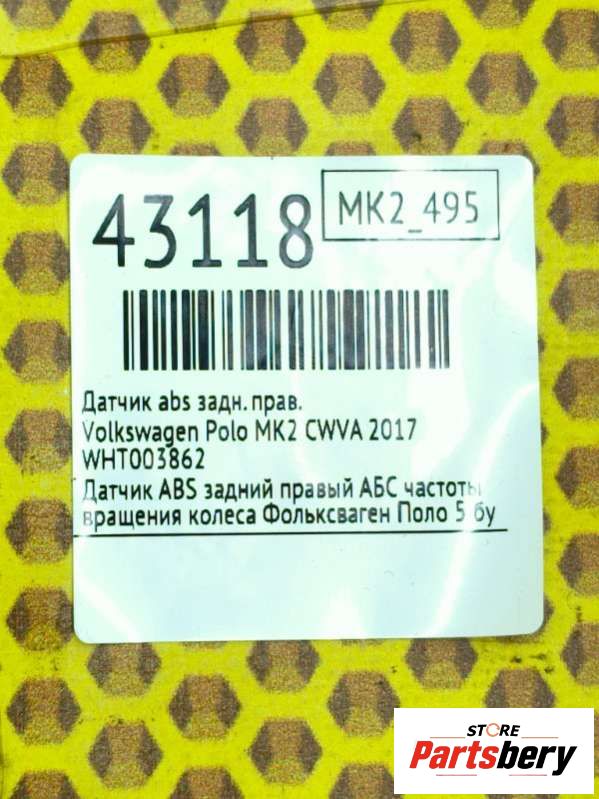 43118
MK2_495
Датчик abs задн. прав.
Volkswagen Polo MK2 CWVA 2017
WHT003862
Датчик ABS задний правый АБС частоты
вращения колеса Фольксваген Поло 5 бу
STORE
Partsbery